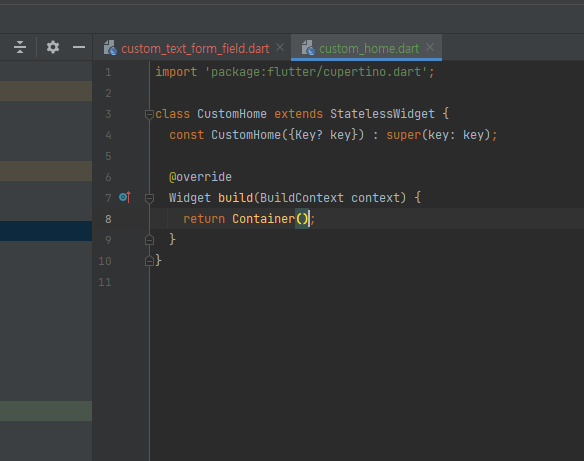 custom_text_form_field.dart
custom_home.dart
1 import 'package:flutter/cupertino.dart';
2
3 class CustomHome extends StatelessWidget {
4 const CustomHome({Key? key}) : super(key: key);
5
6 @override
7 Widget build(BuildContext context) {
8 return Container();
9 }
10 }
11